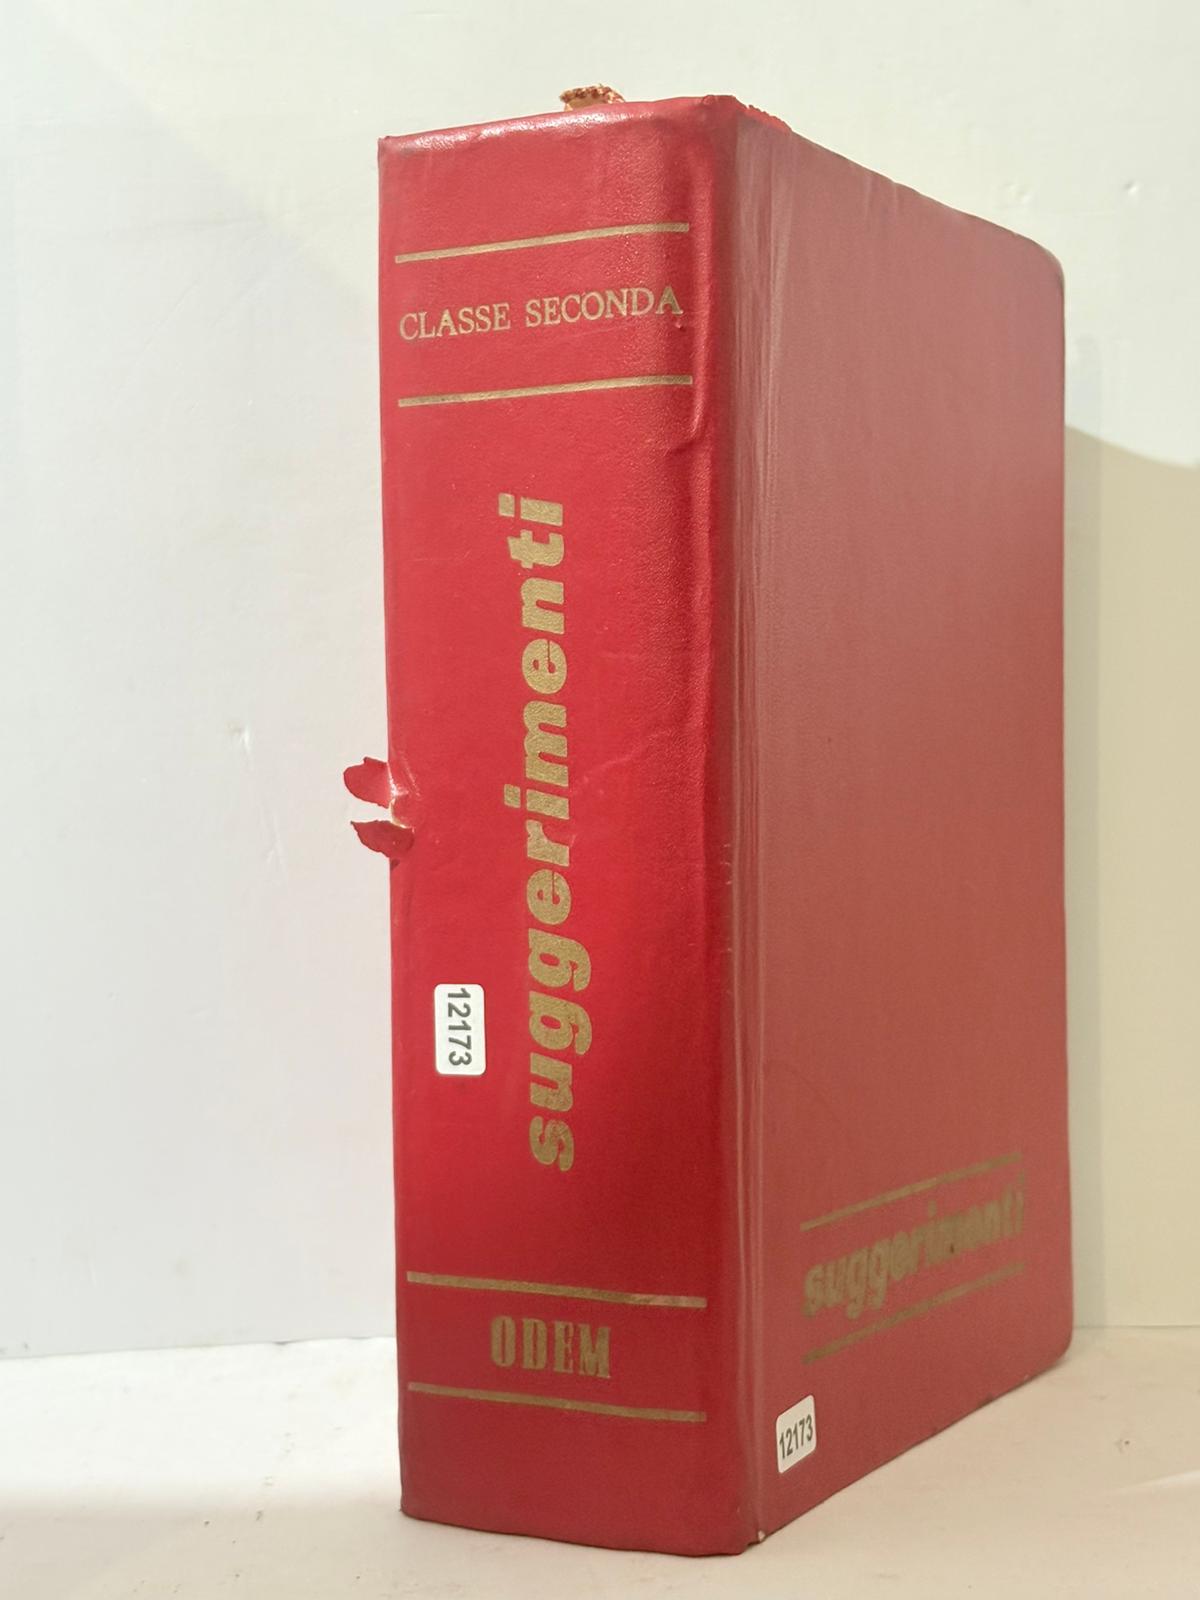 CLASSE SECONDA
suggerimenti
12173
ODEM
suggerimenti
12173